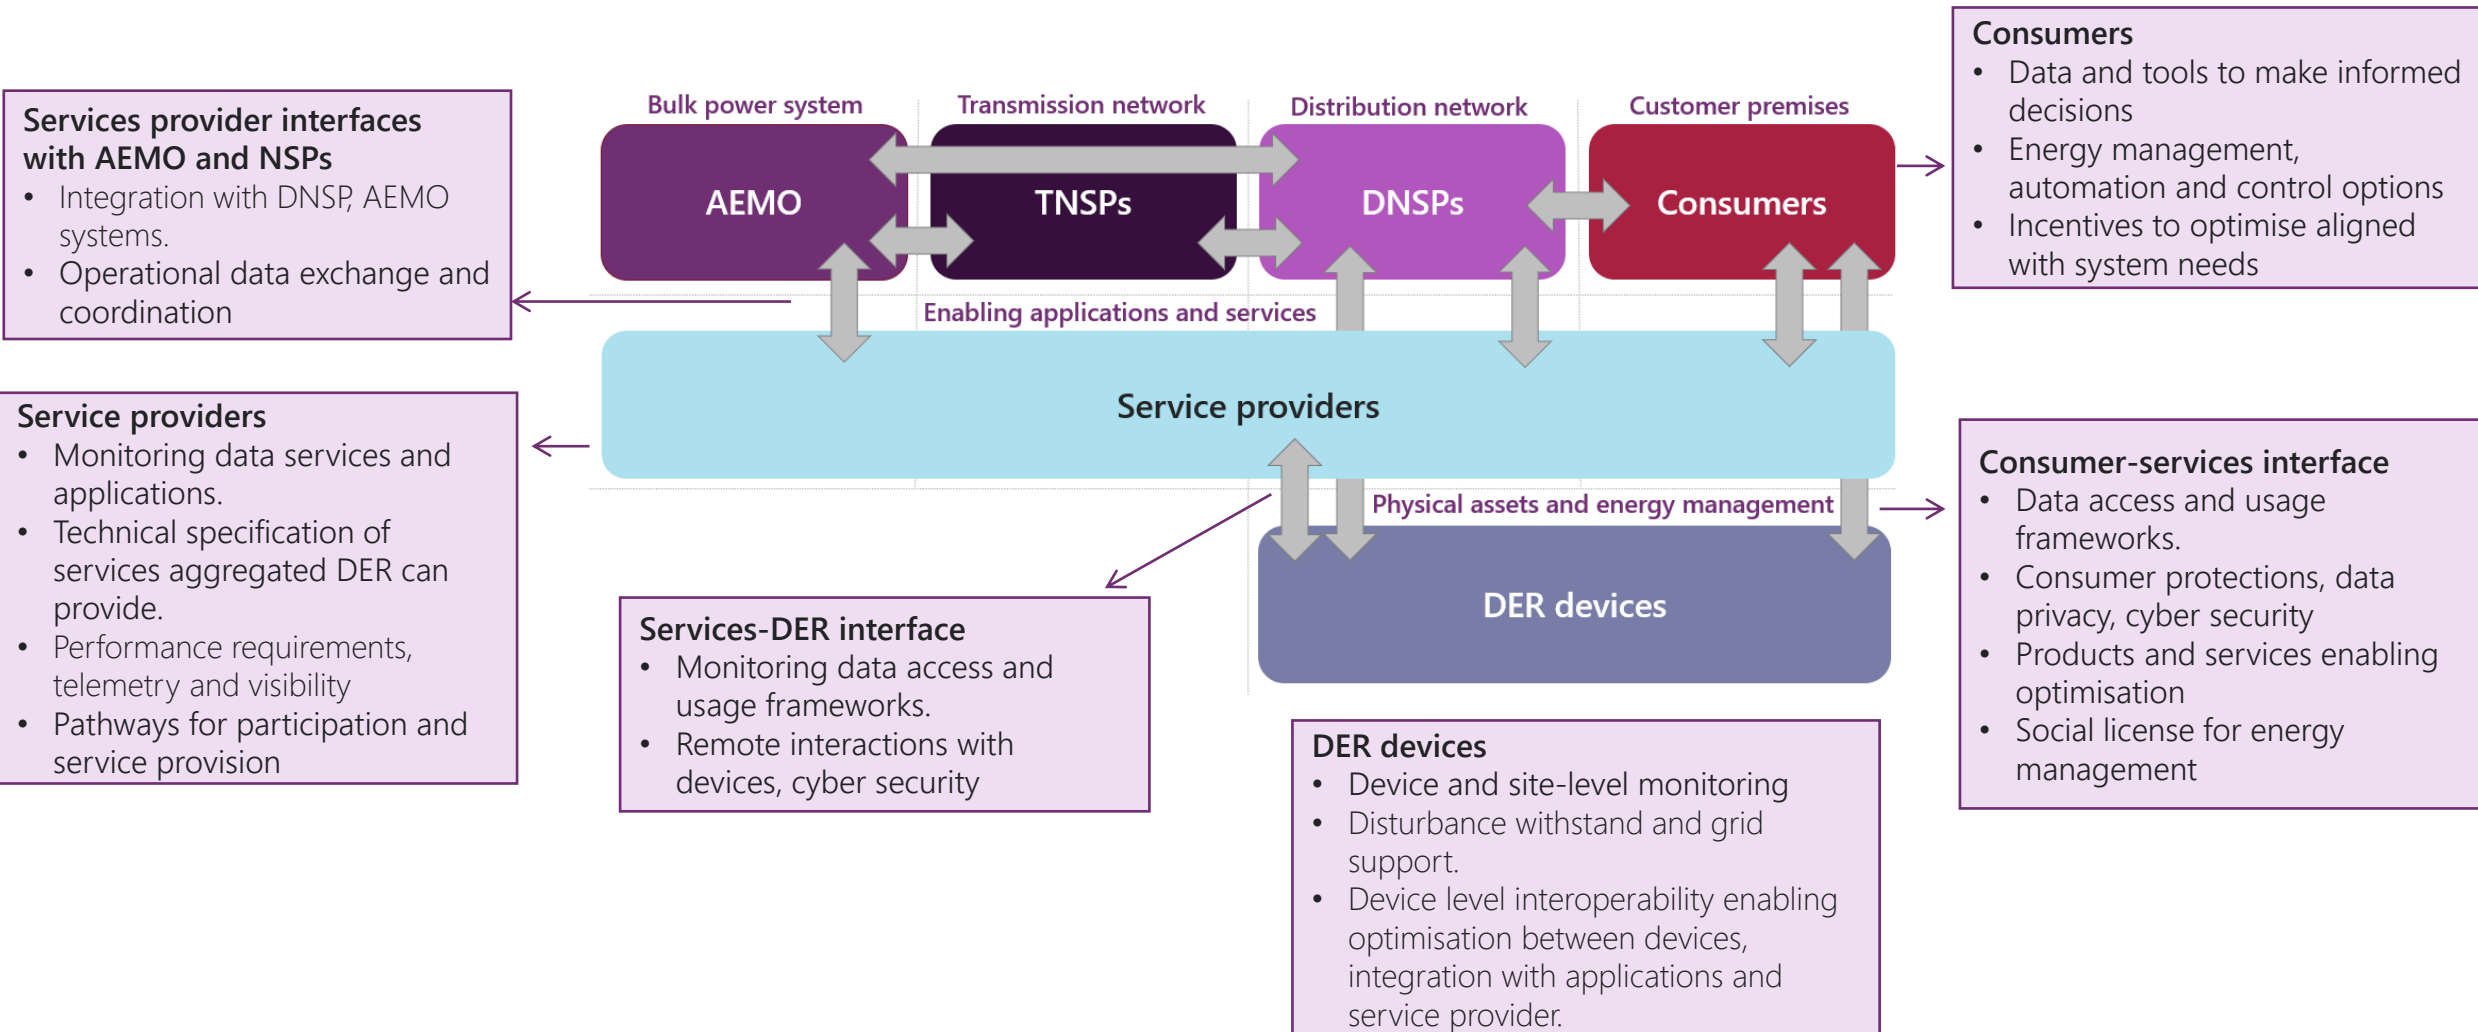 Bulk power system
Transmission network
Distribution network
Customer premises
AEMO
TNSPs
DNSPs
Consumers
Enabling applications and services
Service providers
Physical assets and energy management
DER devices
Services provider interfaces
with AEMO and NSPs
• Integration with DNSP, AEMO
systems.
• Operational data exchange and
coordination
Service providers
• Monitoring data services and
applications.
• Technical specification of
services aggregated DER can
provide.
• Performance requirements,
telemetry and visibility
• Pathways for participation and
service provision
Services-DER interface
• Monitoring data access and
usage frameworks.
• Remote interactions with
devices, cyber security
DER devices
• Device and site-level monitoring
• Disturbance withstand and grid
support.
• Device level interoperability enabling
optimisation between devices,
integration with applications and
service provider.
Consumers
• Data and tools to make informed
decisions
• Energy management,
automation and control options
• Incentives to optimise aligned
with system needs
Consumer-services interface
• Data access and usage
frameworks.
• Consumer protections, data
privacy, cyber security
• Products and services enabling
optimisation
• Social license for energy
management